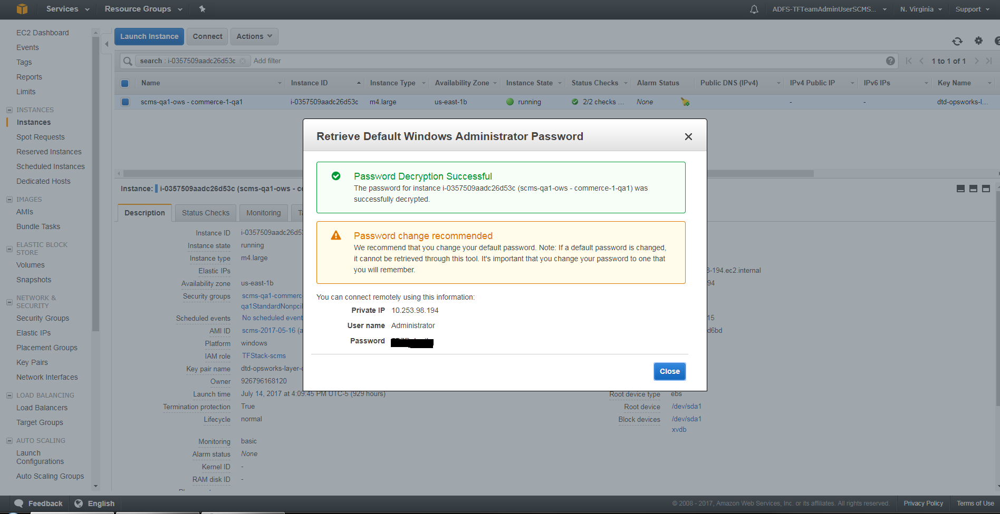 Services
Resource Groups
ADFS-TFTeamAdminUserSCMS...
N. Virginia
Support
EC2 Dashboard
Events
Tags
Reports
Limits
INSTANCES
Instances
Spot Requests
Reserved Instances
Scheduled Instances
Dedicated Hosts
IMAGES
AMIs
Bundle Tasks
ELASTIC BLOCK
STORE
Volumes
Snapshots
NETWORK &
SECURITY
Security Groups
Elastic IPs
Placement Groups
Key Pairs
Network Interfaces
LOAD BALANCING
Load Balancers
Target Groups
AUTO SCALING
Launch
Configurations
Auto Scaling Groups
Launch Instance Connect Actions
search : i-0357509aadc26d53c Add filter 1 to 1 of 1
Name Instance ID Instance Type Availability Zone Instance State Status Checks Alarm Status Public DNS (IPv4) IPv4 Public IP IPv6 IPs Key Name
scms-qa1-ows - commerce-1-qa1 i-0357509aadc26d53c m4.large us-east-1b running 2/2 checks ... None - - dtd-opsworks-l...
Retrieve Default Windows Administrator Password
Password Decryption Successful
The password for instance i-0357509aadc26d53c (scms-qa1-ows - commerce-1-qa1) was
successfully decrypted.
Password change recommended
We recommend that you change your default password. Note: If a default password is changed,
it cannot be retrieved through this tool. It's important that you change your password to one that
you will remember.
You can connect remotely using this information:
Private IP 10.253.98.194
User name Administrator
Password
Close
Instance: i-0357509aadc26d53c (scms-qa1-ows - co
Description Status Checks Monitoring
Instance ID i-0357509aadc26d5
Instance state running
Instance type m4.large
Elastic IPs -194.ec2.internal
Availability zone us-east-1b 94
Security groups scms-qa1-commerc
qa1StandardNonpci
Scheduled events No scheduled event 15
AMI ID scms-2017-05-16 (a d6bd
Platform windows
IAM role TFStack-scms
Key pair name dtd-opsworks-layer-
Owner 926796168120
Launch time July 14, 2017 at 4:09:45 PM UTC-5 (929 hours) Root device type ebs
Termination protection True Root device /dev/sda1
Lifecycle normal Block devices /dev/sda1
xvdb
Monitoring basic
Alarm status None
Kernel ID -
RAM disk ID -
Feedback English © 2008 - 2017, Amazon Web Services, Inc. or its affiliates. All rights reserved. Privacy Policy Terms of Use